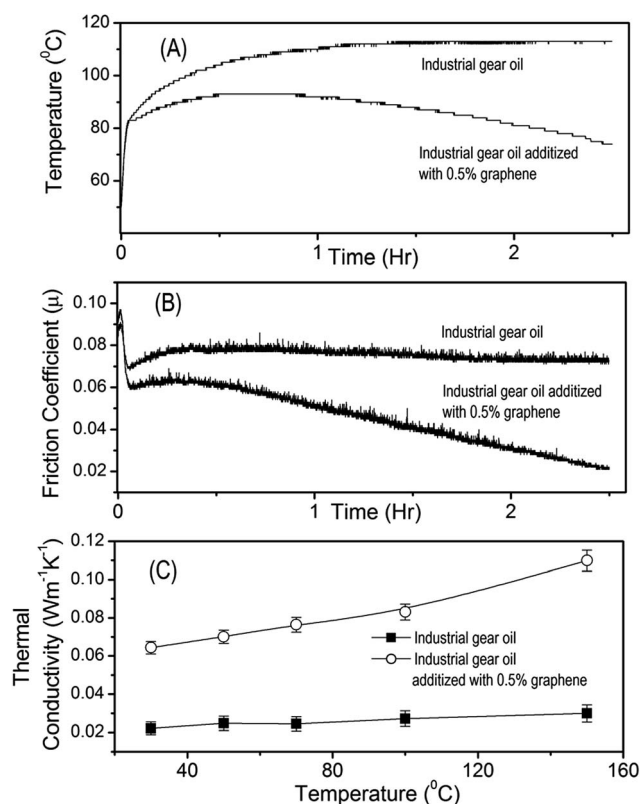 (A)
Temperature (⁰C)
120
100
80
60
Industrial gear oil
Industrial gear oil additized
with 0.5% graphene
0
1
2
Time (Hr)
(B)
Friction Coefficient (μ)
0.10
0.08
0.06
0.04
0.02
Industrial gear oil
Industrial gear oil additized
with 0.5% graphene
0
1
2
Time (Hr)
(C)
Thermal
Conductivity (Wm⁻¹K⁻¹)
0.12
0.10
0.08
0.06
0.04
0.02
Industrial gear oil
Industrial gear oil
additized with 0.5% graphene
40
80
120
160
Temperature (⁰C)